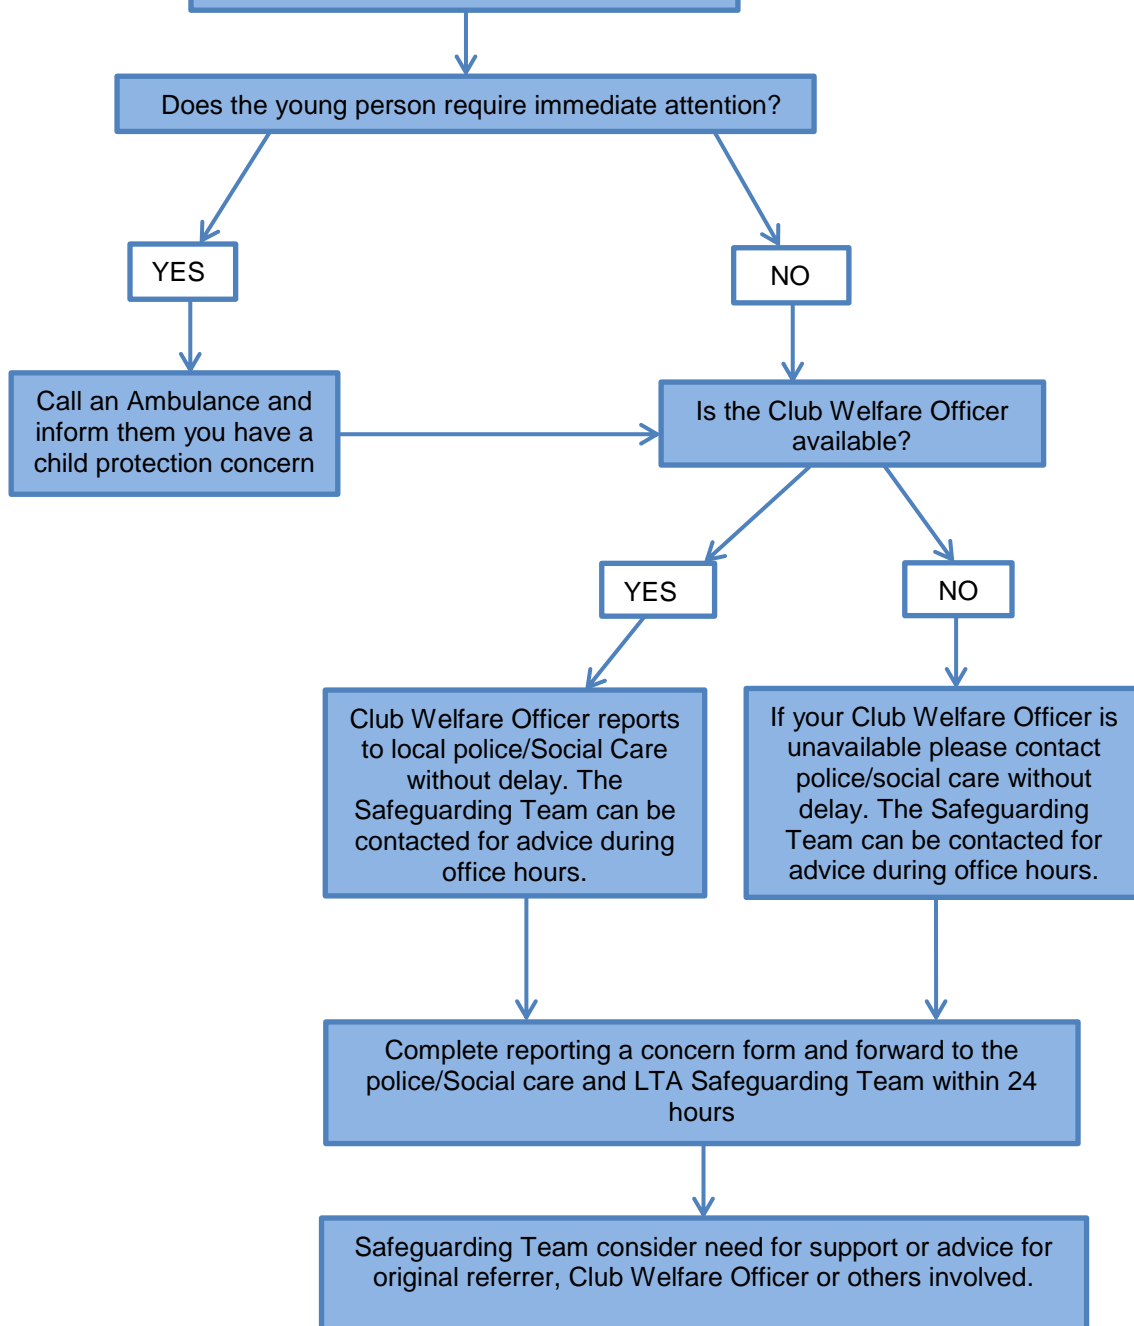 Does the young person require immediate attention?
YES
NO
Call an Ambulance and
inform them you have a
child protection concern
Is the Club Welfare Officer
available?
YES
NO
Club Welfare Officer reports
to local police/Social Care
without delay. The
Safeguarding Team can be
contacted for advice during
office hours.
If your Club Welfare Officer is
unavailable please contact
police/social care without
delay. The Safeguarding
Team can be contacted for
advice during office hours.
Complete reporting a concern form and forward to the
police/Social care and LTA Safeguarding Team within 24
hours
Safeguarding Team consider need for support or advice for
original referrer, Club Welfare Officer or others involved.